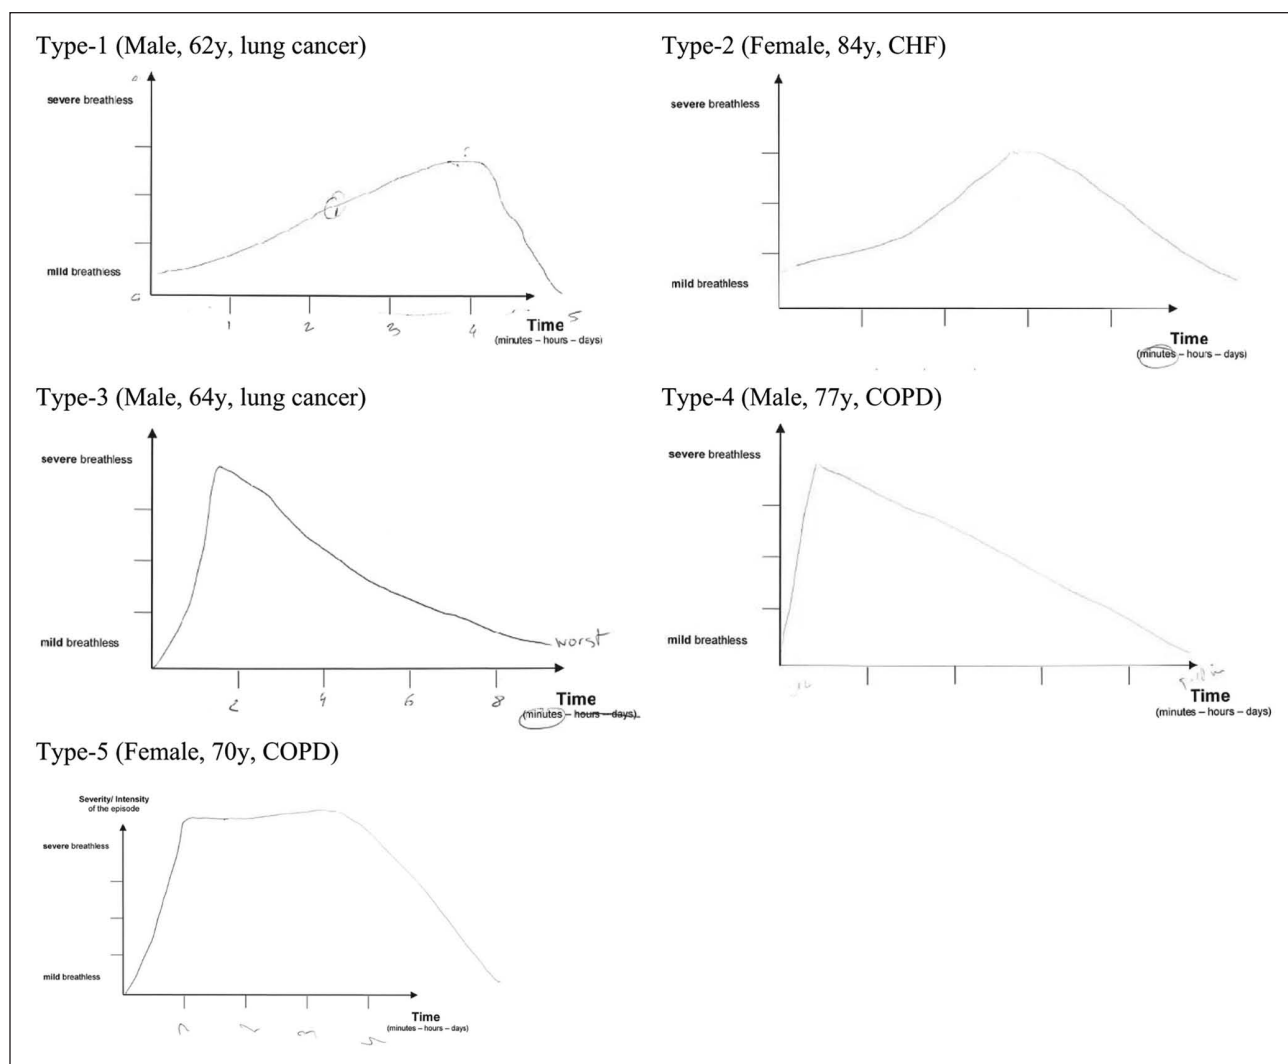 Type-1 (Male, 62y, lung cancer)
severe breathless
mild breathless
1 2 3 4 5
Time
(minutes – hours – days)
Type-2 (Female, 84y, CHF)
severe breathless
mild breathless
Time
(minutes – hours – days)
Type-3 (Male, 64y, lung cancer)
severe breathless
mild breathless
worst
2 4 6 8
Time
(minutes – hours – days)
Type-4 (Male, 77y, COPD)
severe breathless
mild breathless
Time
(minutes – hours – days)
Type-5 (Female, 70y, COPD)
Severity/ Intensity
of the episode
severe breathless
mild breathless
2 3
Time
(minutes – hours – days)